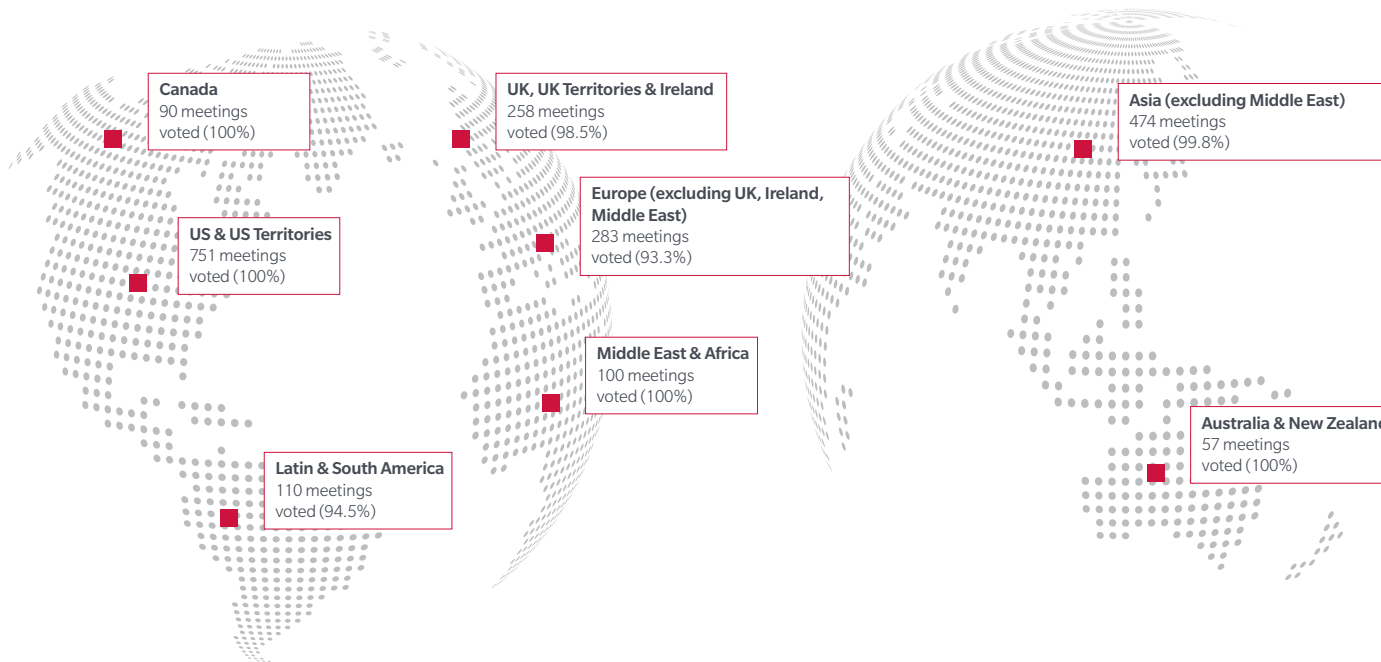 Canada
90 meetings
voted (100%)
UK, UK Territories & Ireland
258 meetings
voted (98.5%)
Asia (excluding Middle East)
474 meetings
voted (99.8%)
Europe (excluding UK, Ireland,
Middle East)
283 meetings
voted (93.3%)
US & US Territories
751 meetings
voted (100%)
Middle East & Africa
100 meetings
voted (100%)
Australia & New Zealand
57 meetings
voted (100%)
Latin & South America
110 meetings
voted (94.5%)